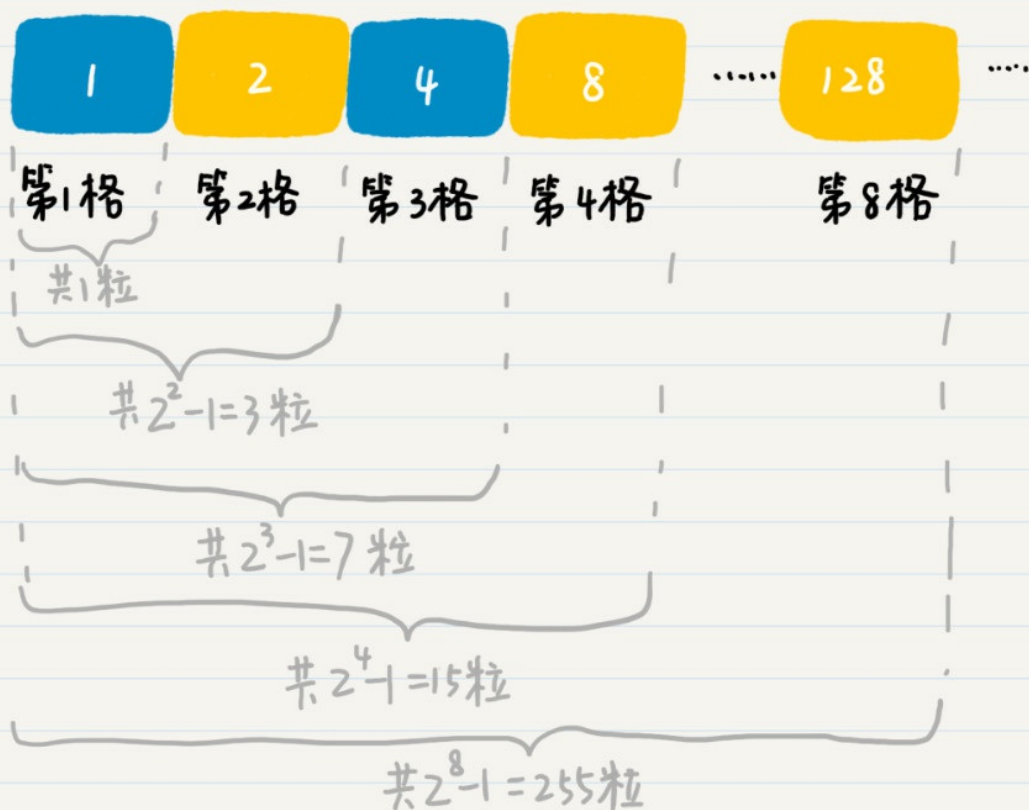 1 2 4 8 ...... 128 ......
第1格 第2格 第3格 第4格 第8格
共1粒
共2²-1=3粒
共2³-1=7粒
共2⁴-1=15粒
共2⁸-1=255粒